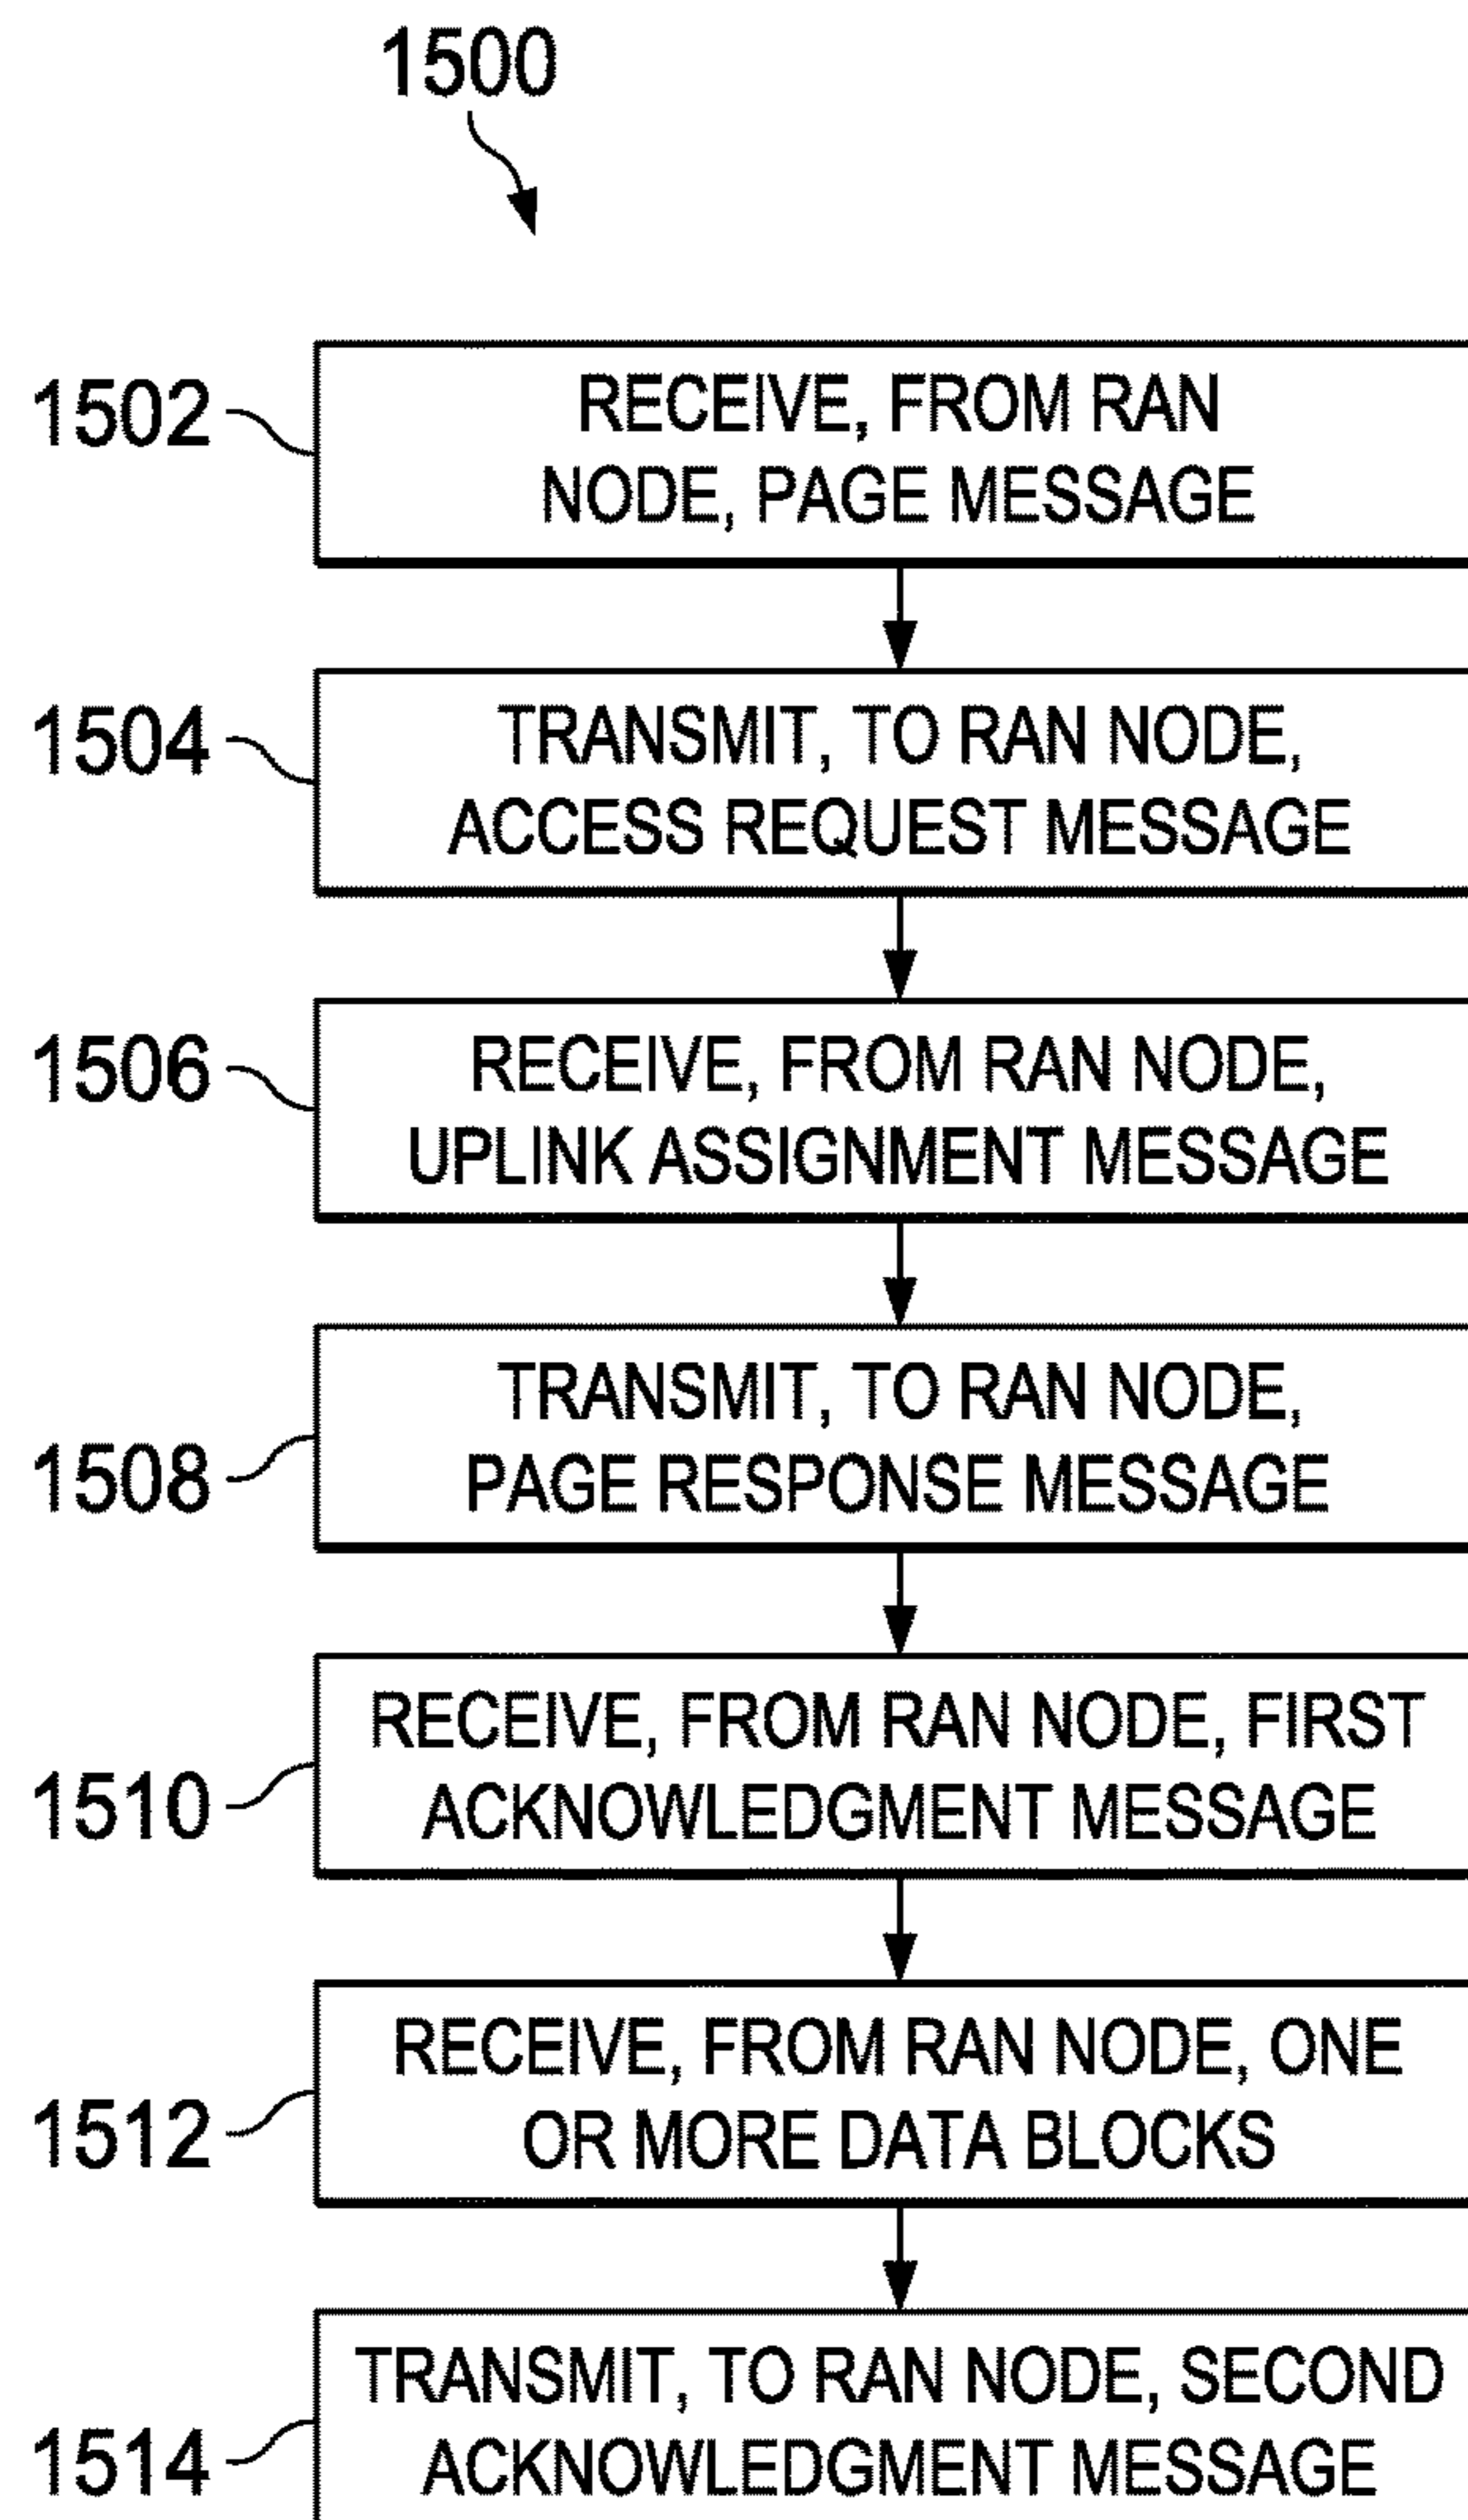 1500
1502
RECEIVE, FROM RAN
NODE, PAGE MESSAGE
1504
TRANSMIT, TO RAN NODE,
ACCESS REQUEST MESSAGE
1506
RECEIVE, FROM RAN NODE,
UPLINK ASSIGNMENT MESSAGE
1508
TRANSMIT, TO RAN NODE,
PAGE RESPONSE MESSAGE
1510
RECEIVE, FROM RAN NODE, FIRST
ACKNOWLEDGMENT MESSAGE
1512
RECEIVE, FROM RAN NODE, ONE
OR MORE DATA BLOCKS
1514
TRANSMIT, TO RAN NODE, SECOND
ACKNOWLEDGMENT MESSAGE